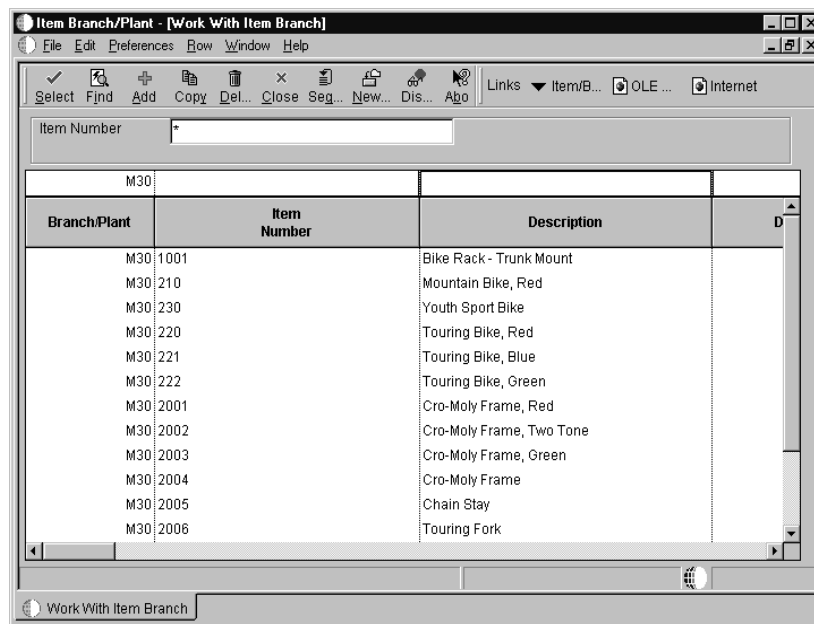 Item Branch/Plant - [Work With Item Branch]
File Edit Preferences Row Window Help
Select Find Add Copy Del... Close Seq... New... Dis... Abo Links Item/B... OLE ... Internet
Item Number *
M30
Branch/Plant Item Number Description D
M30 1001 Bike Rack - Trunk Mount
M30 210 Mountain Bike, Red
M30 230 Youth Sport Bike
M30 220 Touring Bike, Red
M30 221 Touring Bike, Blue
M30 222 Touring Bike, Green
M30 2001 Cro-Moly Frame, Red
M30 2002 Cro-Moly Frame, Two Tone
M30 2003 Cro-Moly Frame, Green
M30 2004 Cro-Moly Frame
M30 2005 Chain Stay
M30 2006 Touring Fork
Work With Item Branch